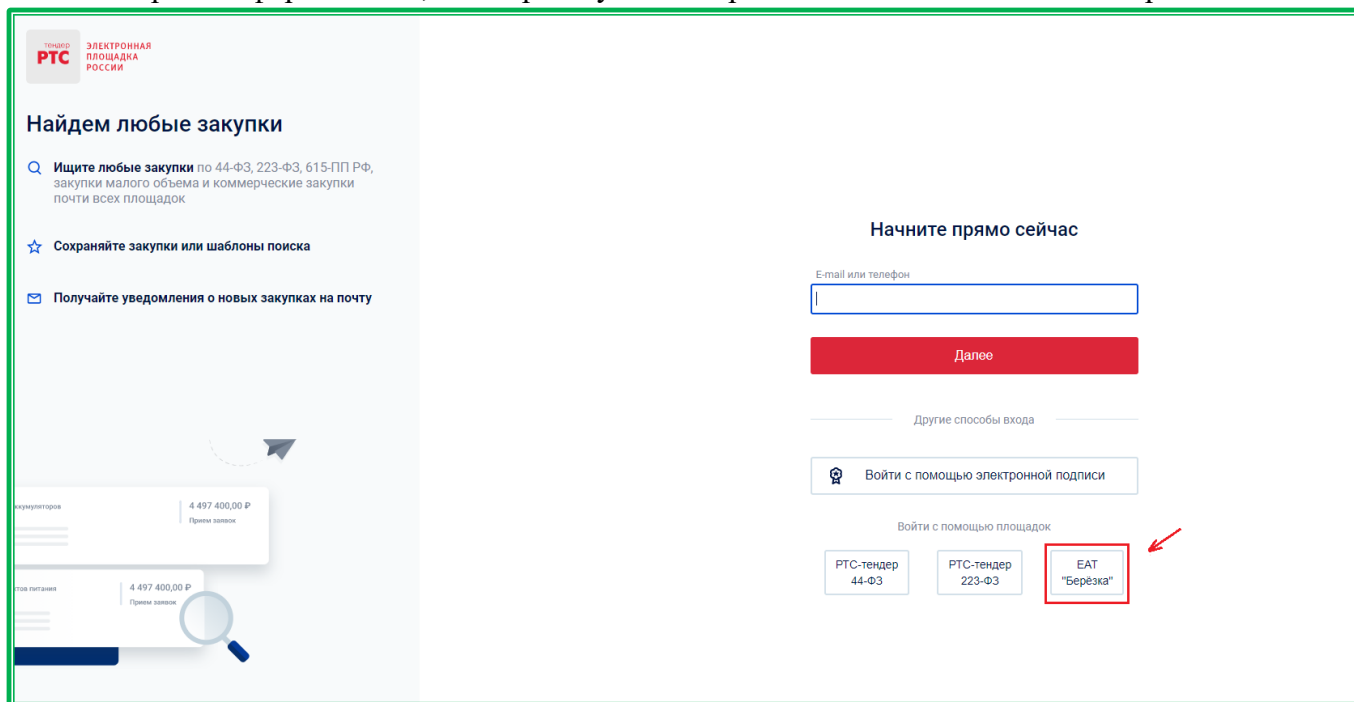 тендер
РТС
ЭЛЕКТРОННАЯ
ПЛОЩАДКА
РОССИИ
Найдем любые закупки
Ищите любые закупки по 44-ФЗ, 223-ФЗ, 615-ПП РФ,
закупки малого объема и коммерческие закупки
почти всех площадок
Сохраняйте закупки или шаблоны поиска
Получайте уведомления о новых закупках на почту
ккумуляторов
4 497 400,00 ₽
Прием заявок
ктов питания
4 497 400,00 ₽
Прием заявок
Начните прямо сейчас
E-mail или телефон
Далее
Другие способы входа
Войти с помощью электронной подписи
Войти с помощью площадок
РТС-тендер
44-ФЗ
РТС-тендер
223-ФЗ
ЕАТ
"Берёзка"